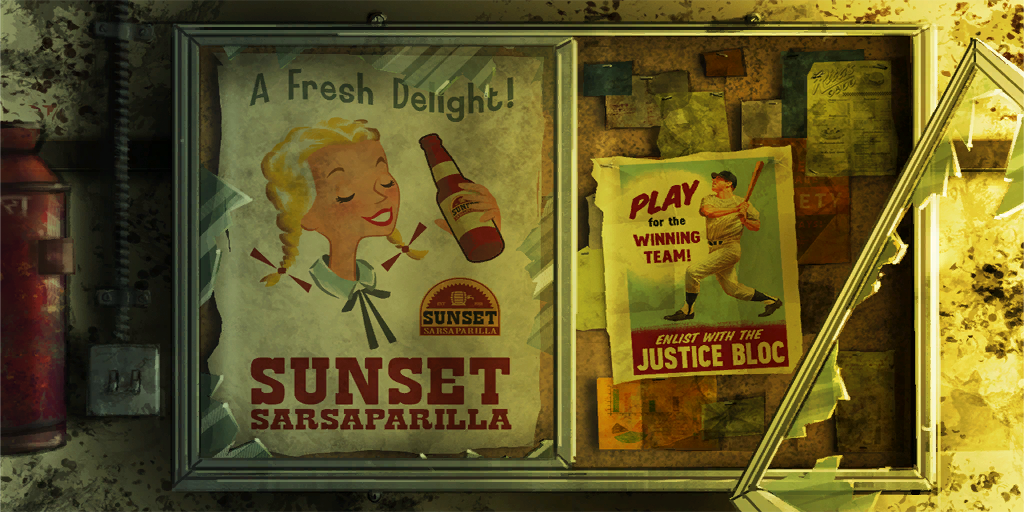 A Fresh Delight!
SUNSET
SARSAPARILLA
SUNSET
SARSAPARILLA
PLAY
for the
WINNING
TEAM!
ENLIST WITH THE
JUSTICE BLOC